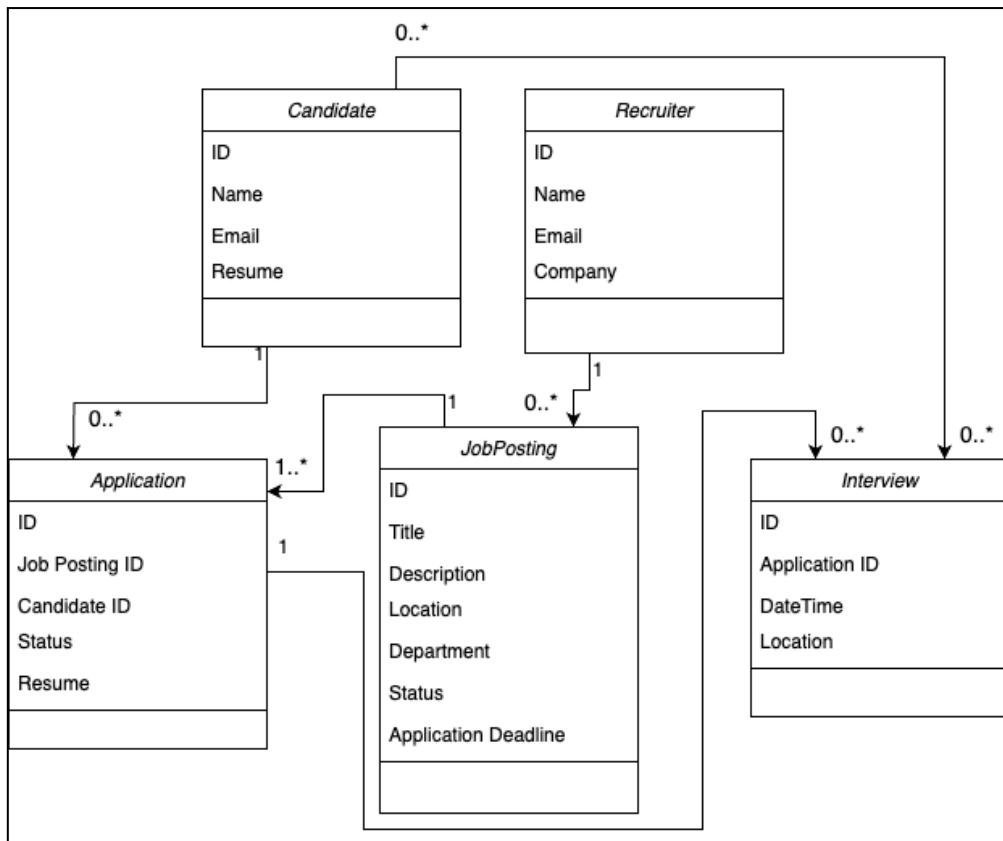 0..*
Candidate
ID
Name
Email
Resume
1
Recruiter
ID
Name
Email
Company
1
0..*
0..*
1
1..*
0..*
0..*
Application
ID
Job Posting ID
Candidate ID
Status
Resume
1
JobPosting
ID
Title
Description
Location
Department
Status
Application Deadline
Interview
ID
Application ID
DateTime
Location